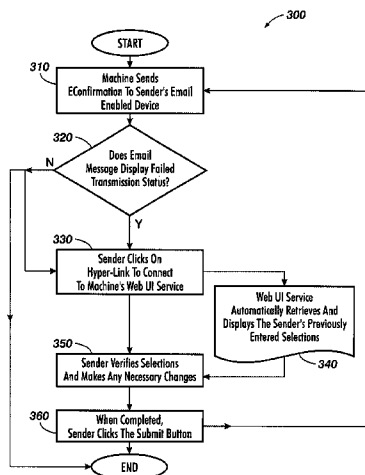 300
START
310
Machine Sends
EConfirmation To Sender's Email
Enabled Device
320
Does Email
Message Display Failed
Transmission Status?
N
Y
330
Sender Clicks On
Hyper-Link To Connect
To Machine's Web UI Service
Web UI Service
Automatically Retrieves And
Displays The Sender's Previously
Entered Selections
340
350
Sender Verifies Selections
And Makes Any Necessary Changes
360
When Completed,
Sender Clicks The Submit Button
END